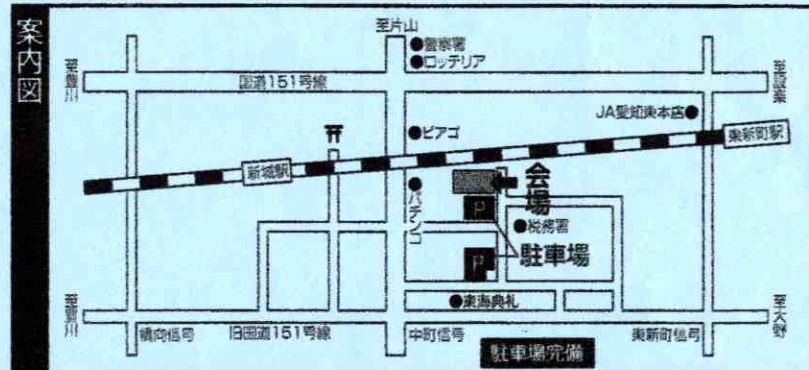 案内図
至片山
●警察署
●ロッテリア
至豊川
国道151号線
至設楽
JA愛知東本店●
●ピアゴ
東新町駅
新城駅
会場
●パチンコ
P
●税務署
駐車場
P
至豊川
●東海典礼
至大野
旧国道151号線
中町信号
東新町信号
駐車場完備